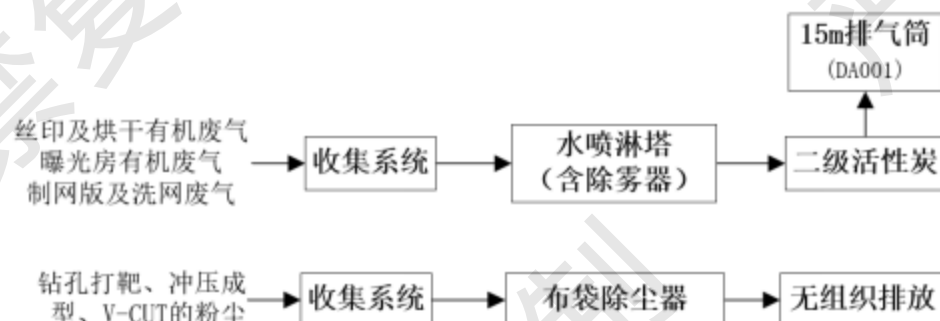 15m排气筒
(DA001)
丝印及烘干有机废气
曝光房有机废气
制网版及洗网废气
收集系统
水喷淋塔
（含除雾器）
二级活性炭
钻孔打靶、冲压成
型、V-CUT的粉尘
收集系统
布袋除尘器
无组织排放